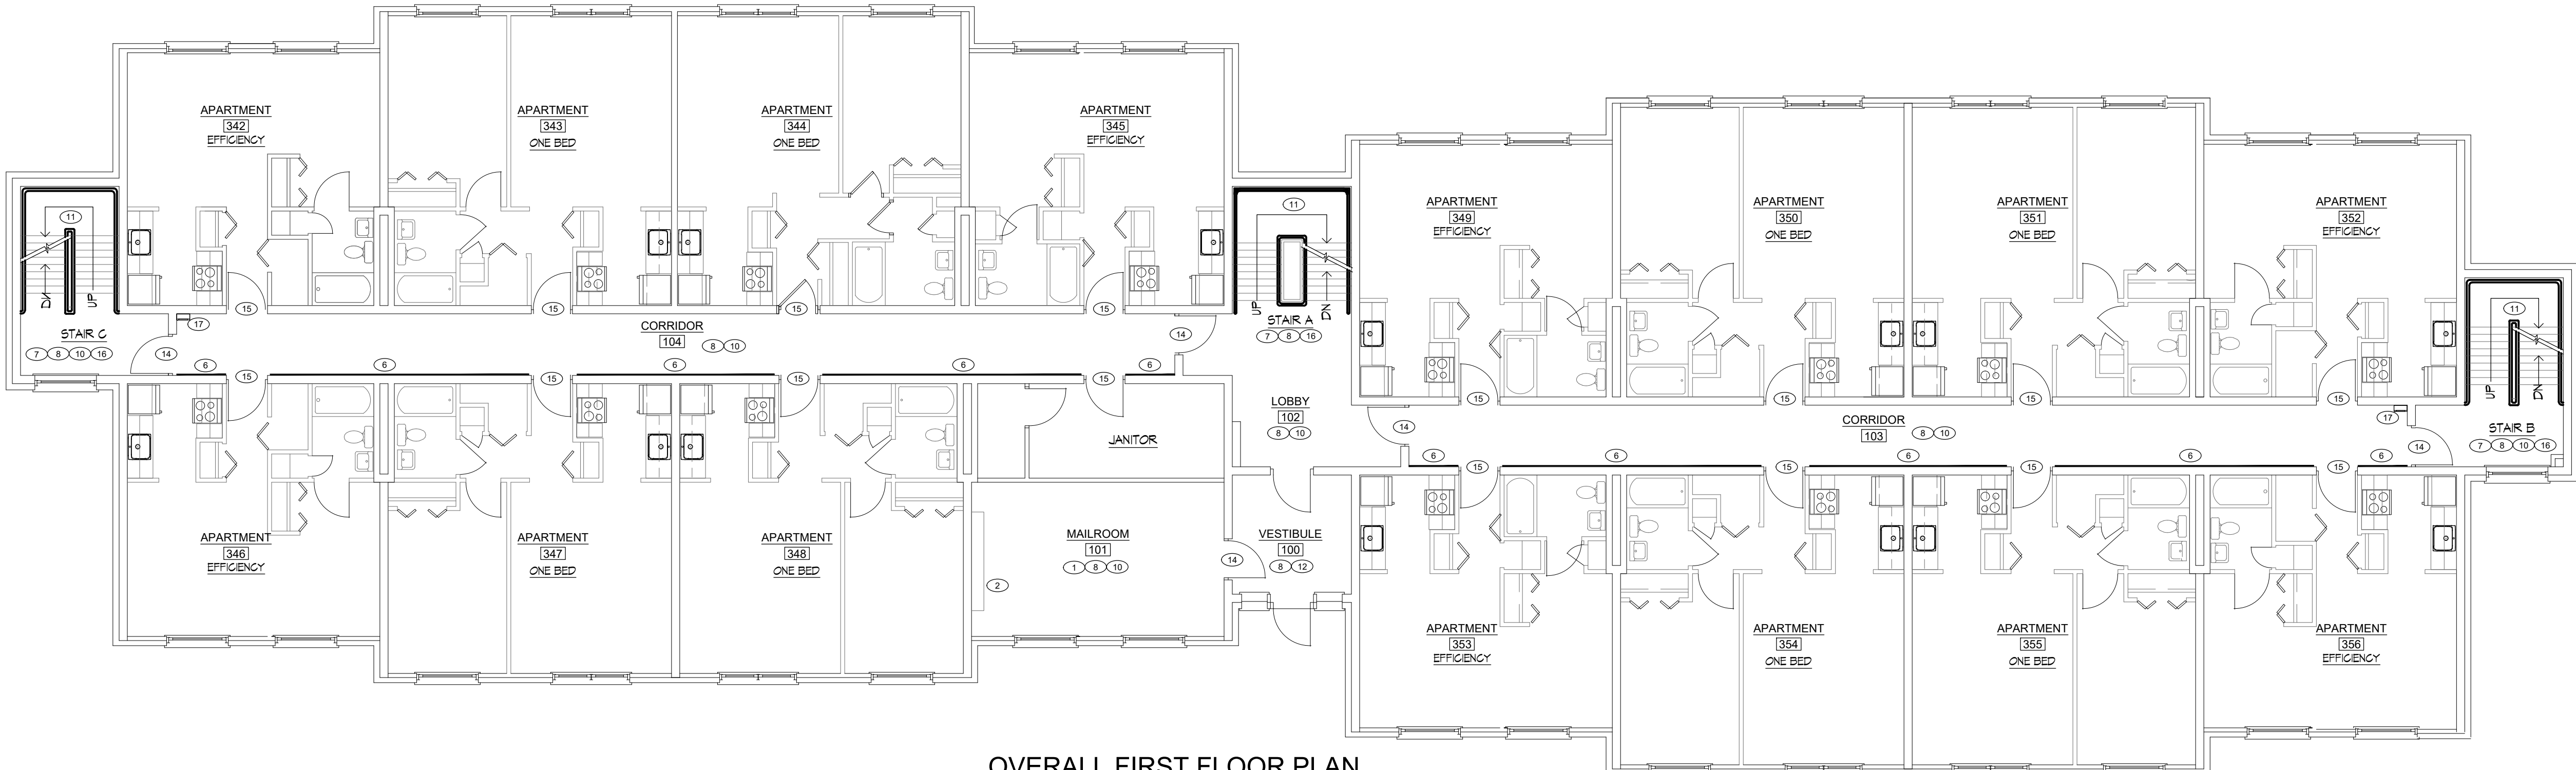 APARTMENT
342
EFFICIENCY
APARTMENT
343
ONE BED
APARTMENT
344
ONE BED
APARTMENT
345
EFFICIENCY
APARTMENT
349
EFFICIENCY
APARTMENT
350
ONE BED
APARTMENT
351
ONE BED
APARTMENT
352
EFFICIENCY
11
DN
UP
STAIR C
7 8 10 16
14
17
15
15
15
15
CORRIDOR
104
8 10
6
15
6
15
6
15
6
15
6
14
11
UP
DN
STAIR A
7 8 16
LOBBY
102
8 10
14
15
15
15
15
CORRIDOR
103
8 10
17
14
11
UP
DN
STAIR B
7 8 10 16
6
15
6
15
6
15
6
15
6
JANITOR
APARTMENT
346
EFFICIENCY
APARTMENT
347
ONE BED
APARTMENT
348
ONE BED
2
MAILROOM
101
1 8 10
14
VESTIBULE
100
8 12
APARTMENT
353
EFFICIENCY
APARTMENT
354
ONE BED
APARTMENT
355
ONE BED
APARTMENT
356
EFFICIENCY
OVERALL FIRST FLOOR PLAN